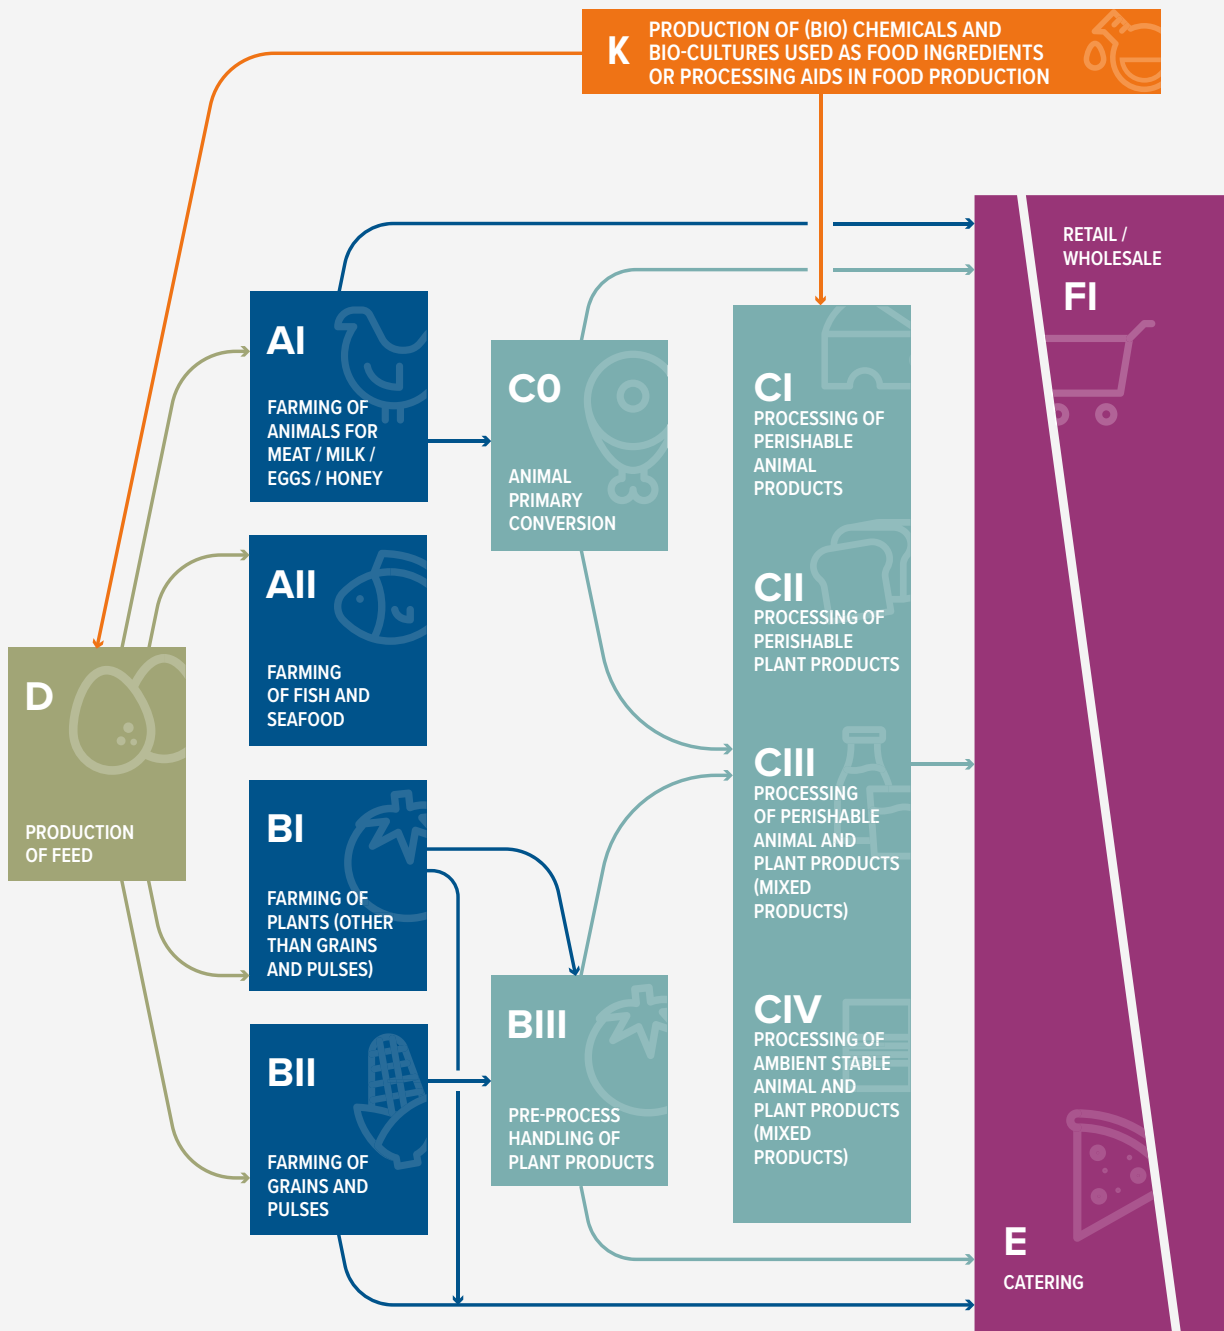 K
PRODUCTION OF (BIO) CHEMICALS AND
BIO-CULTURES USED AS FOOD INGREDIENTS
OR PROCESSING AIDS IN FOOD PRODUCTION
RETAIL /
WHOLESALE
FI
AI
FARMING OF
ANIMALS FOR
MEAT / MILK /
EGGS / HONEY
C0
ANIMAL
PRIMARY
CONVERSION
CI
PROCESSING OF
PERISHABLE
ANIMAL
PRODUCTS
AII
FARMING
OF FISH AND
SEAFOOD
CII
PROCESSING OF
PERISHABLE
PLANT PRODUCTS
D
PRODUCTION
OF FEED
CIII
PROCESSING
OF PERISHABLE
ANIMAL AND
PLANT PRODUCTS
(MIXED
PRODUCTS)
BI
FARMING OF
PLANTS (OTHER
THAN GRAINS
AND PULSES)
BII
FARMING OF
GRAINS AND
PULSES
BIII
PRE-PROCESS
HANDLING OF
PLANT PRODUCTS
CIV
PROCESSING OF
AMBIENT STABLE
ANIMAL AND
PLANT PRODUCTS
(MIXED
PRODUCTS)
E
CATERING